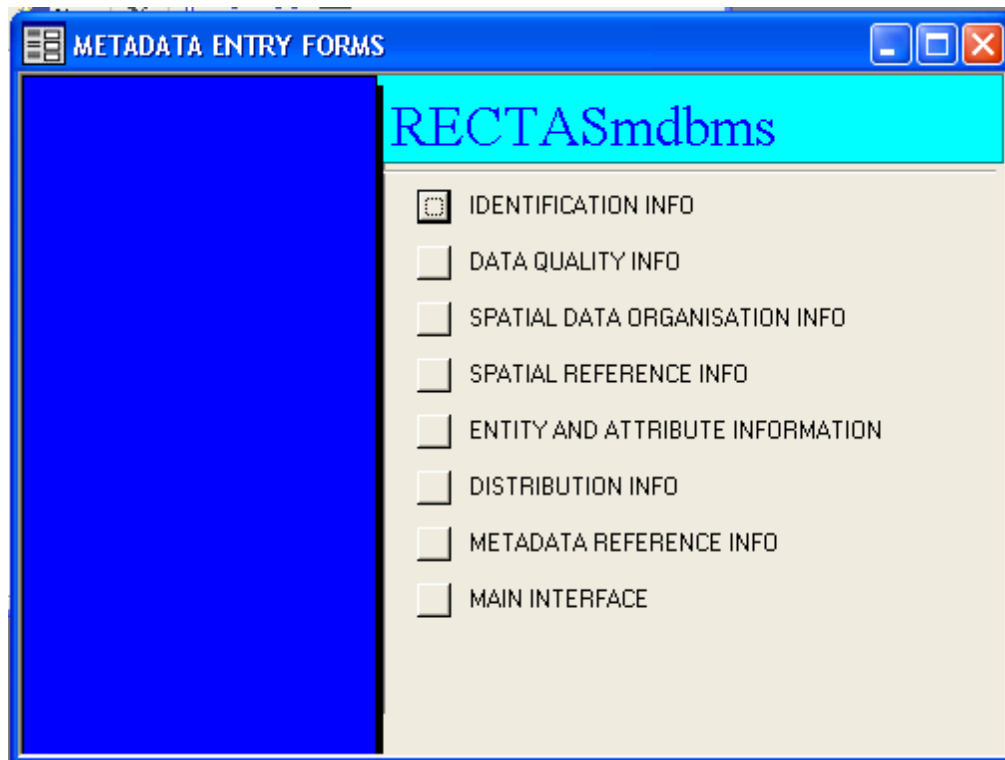 METADATA ENTRY FORMS
RECTASmdbms
IDENTIFICATION INFO
DATA QUALITY INFO
SPATIAL DATA ORGANISATION INFO
SPATIAL REFERENCE INFO
ENTITY AND ATTRIBUTE INFORMATION
DISTRIBUTION INFO
METADATA REFERENCE INFO
MAIN INTERFACE